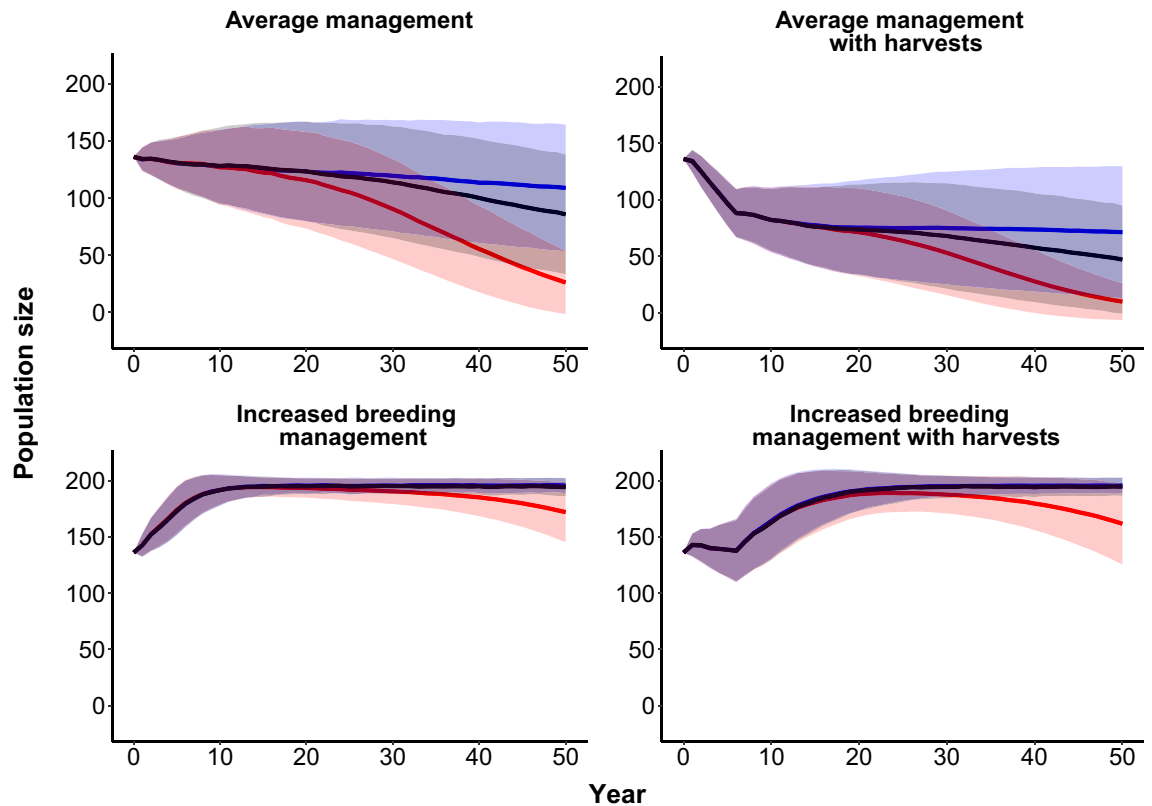 Average management
Average management
with harvests
Population size
200
150
100
50
0
0 10 20 30 40 50
200
150
100
50
0
0 10 20 30 40 50
Increased breeding
management
Increased breeding
management with harvests
200
150
100
50
0
0 10 20 30 40 50
200
150
100
50
0
0 10 20 30 40 50
Year